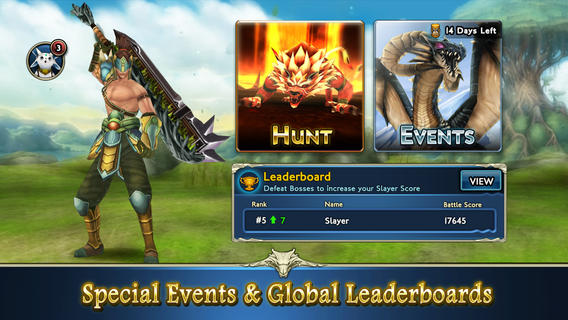 3
14 Days Left
Hunt
Events
Leaderboard
Defeat Bosses to increase your Slayer Score
VIEW
Rank Name Battle Score
#5 7 Slayer 17645
Special Events & Global Leaderboards